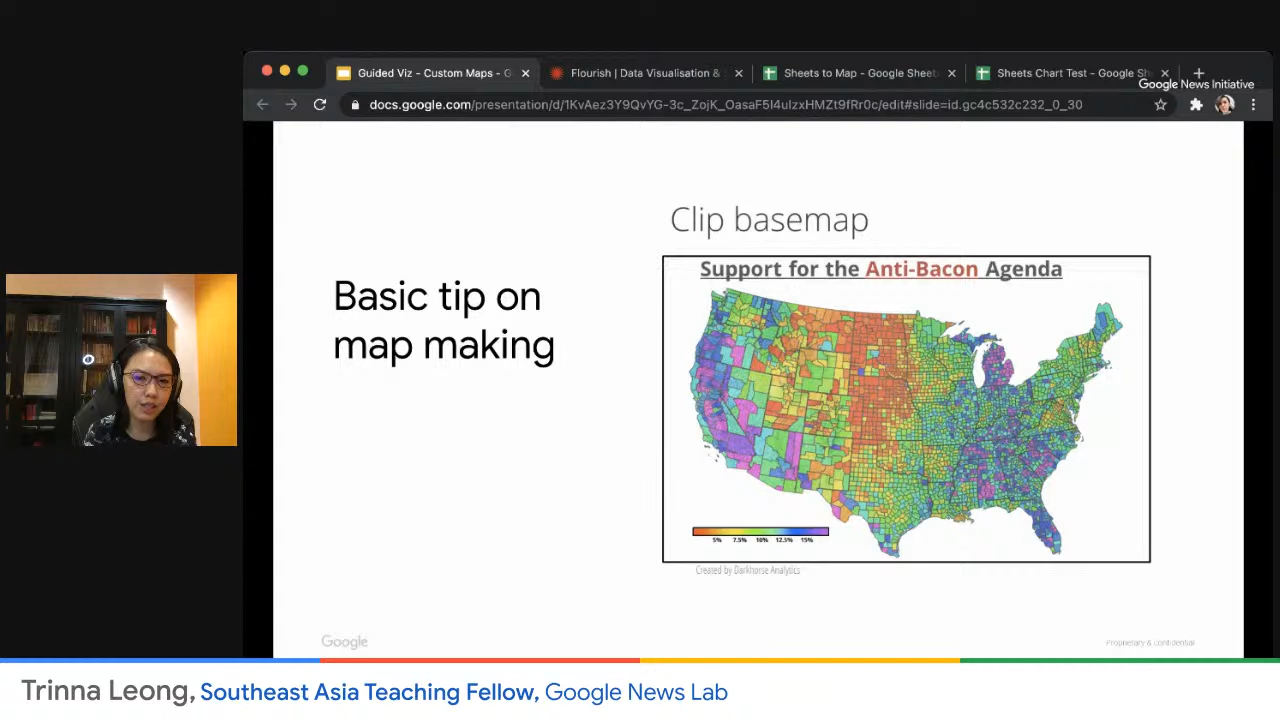 Guided Viz - Custom Maps - G
Flourish | Data Visualisation &
Sheets to Map - Google Sheet
Sheets Chart Test - Google Sh
Google News Initiative
docs.google.com/presentation/d/1KvAez3Y9QvYG-3c_ZojK_OasaF5I4ulzxHMZt9fRr0c/edit#slide=id.gc4c532c232_0_30
Clip basemap
Basic tip on
map making
Support for the Anti-Bacon Agenda
5% 7.5% 10% 12.5% 15%
Created by Darkhorse Analytics
Google
Proprietary & confidential
Trinna Leong, Southeast Asia Teaching Fellow, Google News Lab